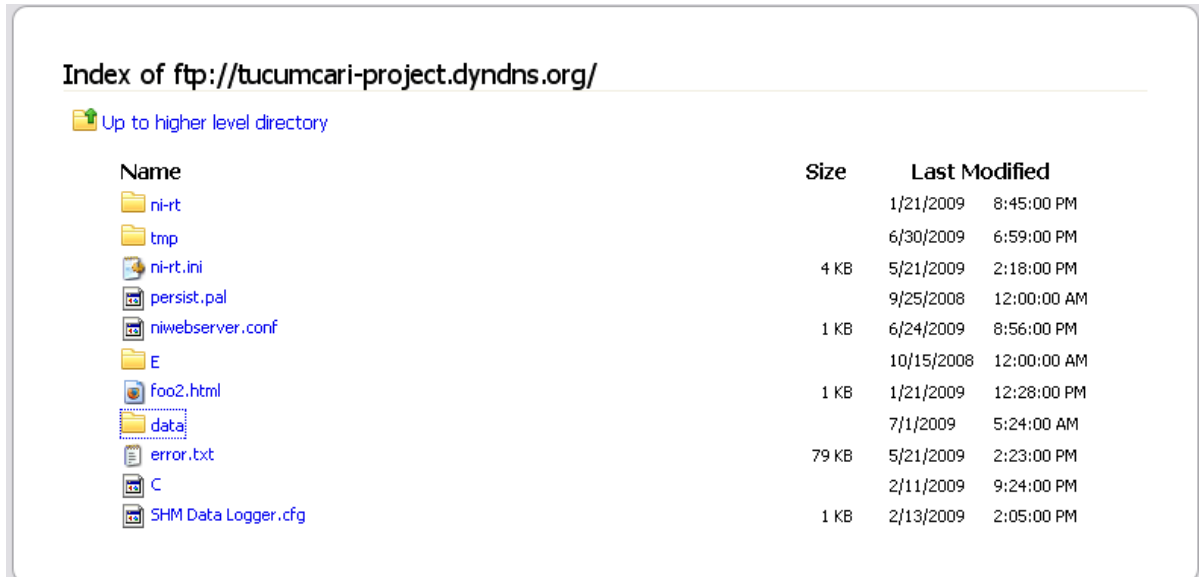 Index of ftp://tucumcari-project.dyndns.org/
Up to higher level directory
Name Size Last Modified
ni-rt 1/21/2009 8:45:00 PM
tmp 6/30/2009 6:59:00 PM
ni-rt.ini 4 KB 5/21/2009 2:18:00 PM
persist.pal 9/25/2008 12:00:00 AM
niwebserver.conf 1 KB 6/24/2009 8:56:00 PM
E 10/15/2008 12:00:00 AM
foo2.html 1 KB 1/21/2009 12:28:00 PM
data 7/1/2009 5:24:00 AM
error.txt 79 KB 5/21/2009 2:23:00 PM
C 2/11/2009 9:24:00 PM
SHM Data Logger.cfg 1 KB 2/13/2009 2:05:00 PM